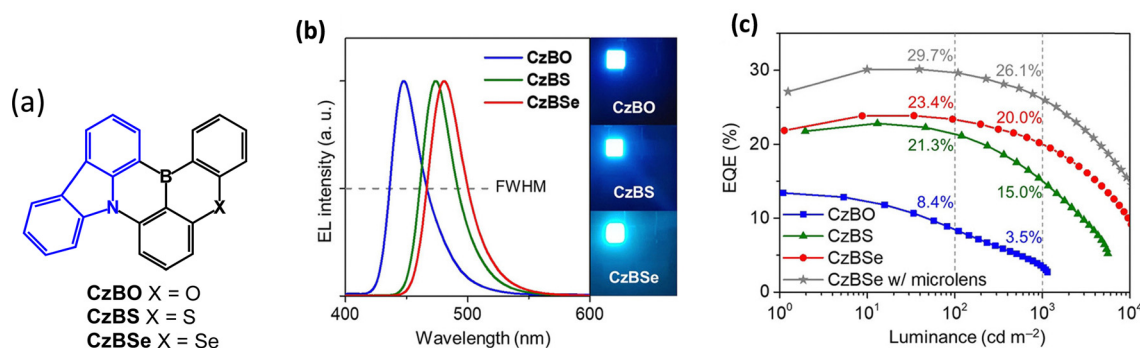 (a)
B
N
X
CzBO X = O
CzBS X = S
CzBSe X = Se
(b)
EL intensity (a. u.)
CzBO
CzBS
CzBSe
FWHM
400 450 500 550 600
Wavelength (nm)
CzBO
CzBS
CzBSe
(c)
EQE (%)
30
20
10
0
29.7%
26.1%
23.4%
20.0%
21.3%
15.0%
8.4%
3.5%
CzBO
CzBS
CzBSe
CzBSe w/ microlens
10⁰ 10¹ 10² 10³ 10⁴
Luminance (cd m⁻²)